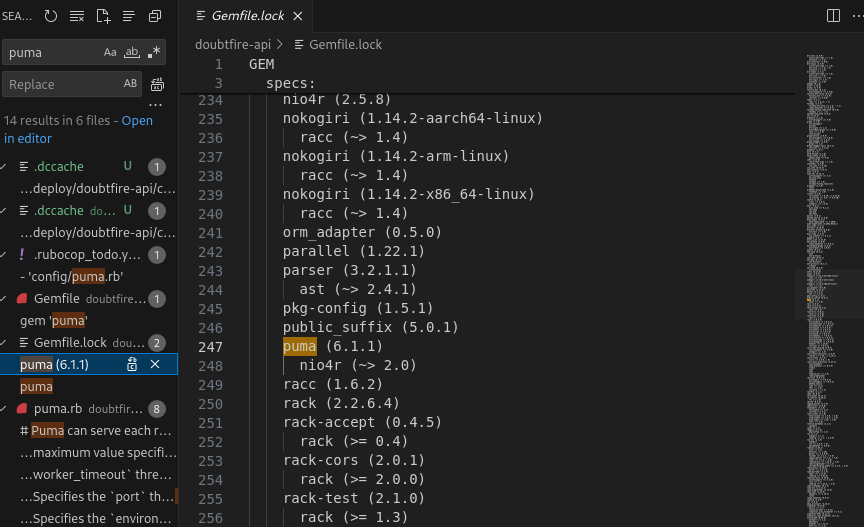 SEA...
puma
Aa
ab
Replace
AB
...
14 results in 6 files - Open
in editor
.dccache U 1
...deploy/doubtfire-api/c...
.dccache do... U 1
...deploy/doubtfire-api/c...
.rubocop_todo.y... 1
- 'config/puma.rb'
Gemfile doubtfire... 1
gem 'puma'
Gemfile.lock dou... 2
puma (6.1.1)
puma
puma.rb doubtfir... 8
# Puma can serve each r...
...maximum value specifi...
...worker_timeout` thre...
...Specifies the `port` th...
...Specifies the `environ...
Gemfile.lock
doubtfire-api > Gemfile.lock
1 GEM
3 specs:
234 nio4r (2.5.8)
235 nokogiri (1.14.2-aarch64-linux)
236 racc (~> 1.4)
237 nokogiri (1.14.2-arm-linux)
238 racc (~> 1.4)
239 nokogiri (1.14.2-x86_64-linux)
240 racc (~> 1.4)
241 orm_adapter (0.5.0)
242 parallel (1.22.1)
243 parser (3.2.1.1)
244 ast (~> 2.4.1)
245 pkg-config (1.5.1)
246 public_suffix (5.0.1)
247 puma (6.1.1)
248 nio4r (~> 2.0)
249 racc (1.6.2)
250 rack (2.2.6.4)
251 rack-accept (0.4.5)
252 rack (>= 0.4)
253 rack-cors (2.0.1)
254 rack (>= 2.0.0)
255 rack-test (2.1.0)
256 rack (>= 1.3)